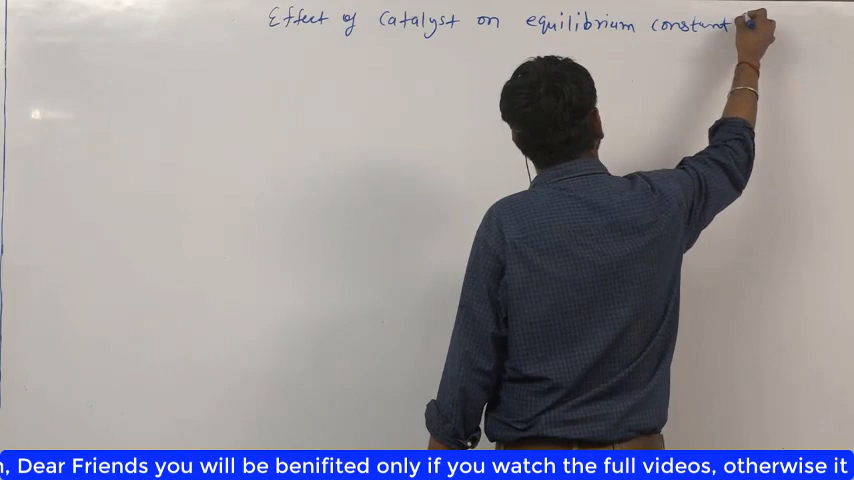 Effect of Catalyst on equilibrium constant
, Dear Friends you will be benifited only if you watch the full videos, otherwise it